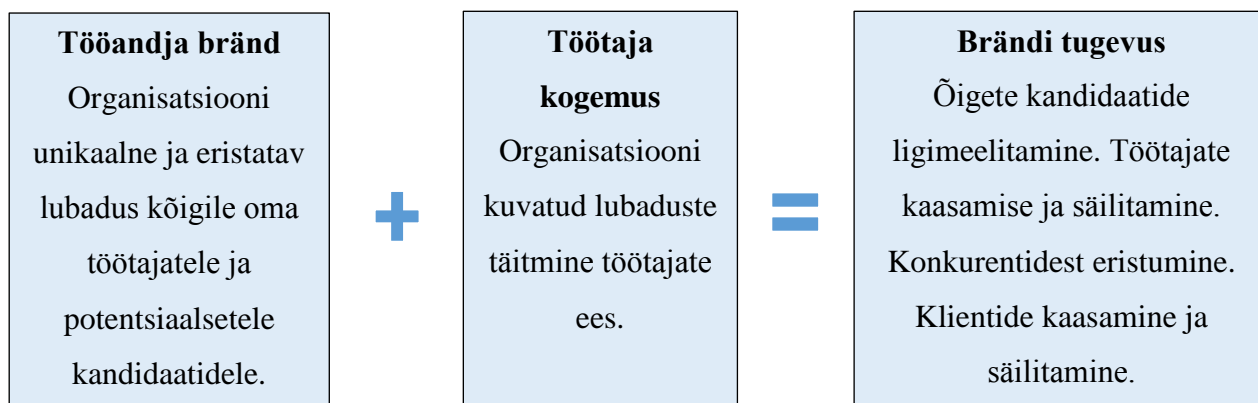 Tööandja bränd
Organisatsiooni
unikaalne ja eristatav
lubadus kõigile oma
töötajatele ja
potentsiaalsetele
kandidaatidele.
+
Töötaja
kogemus
Organisatsiooni
kuvatud lubaduste
täitmine töötajate
ees.
=
Brändi tugevus
Õigete kandidaatide
ligimeelitamine. Töötajate
kaasamise ja säilitamine.
Konkurentidest eristumine.
Klientide kaasamine ja
säilitamine.